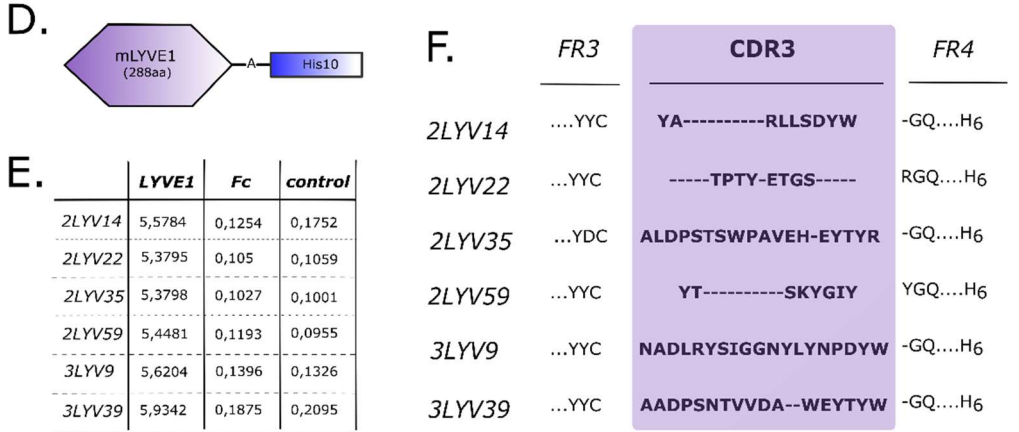 D.
mLYVE1
(288aa)
A
His10
E.
LYVE1 Fc control
2LYV14 5,5784 0,1254 0,1752
2LYV22 5,3795 0,105 0,1059
2LYV35 5,3798 0,1027 0,1001
2LYV59 5,4481 0,1193 0,0955
3LYV9 5,6204 0,1396 0,1326
3LYV39 5,9342 0,1875 0,2095
F.
FR3 CDR3 FR4
2LYV14 ....YYC YA----------RLLSDYW -GQ....H6
2LYV22 ...YYC -----TPTY-ETGS----- RGQ....H6
2LYV35 ...YDC ALDPSTSWPAVEH-EYTYR -GQ....H6
2LYV59 ...YYC YT----------SKYGIY YGQ....H6
3LYV9 ...YYC NADLRYSIGGNYLYNPDYW -GQ....H6
3LYV39 ...YYC AADPSNTVVDA--WEYTYW -GQ....H6